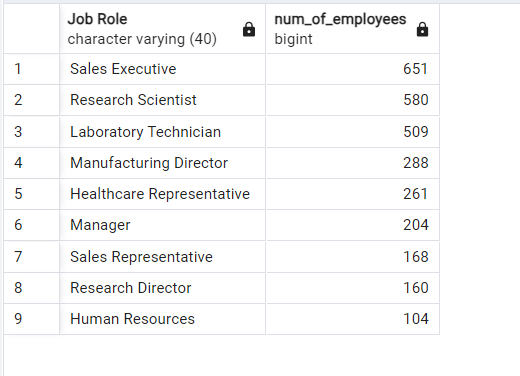 Job Role num_of_employees
character varying (40) bigint
1 Sales Executive 651
2 Research Scientist 580
3 Laboratory Technician 509
4 Manufacturing Director 288
5 Healthcare Representative 261
6 Manager 204
7 Sales Representative 168
8 Research Director 160
9 Human Resources 104